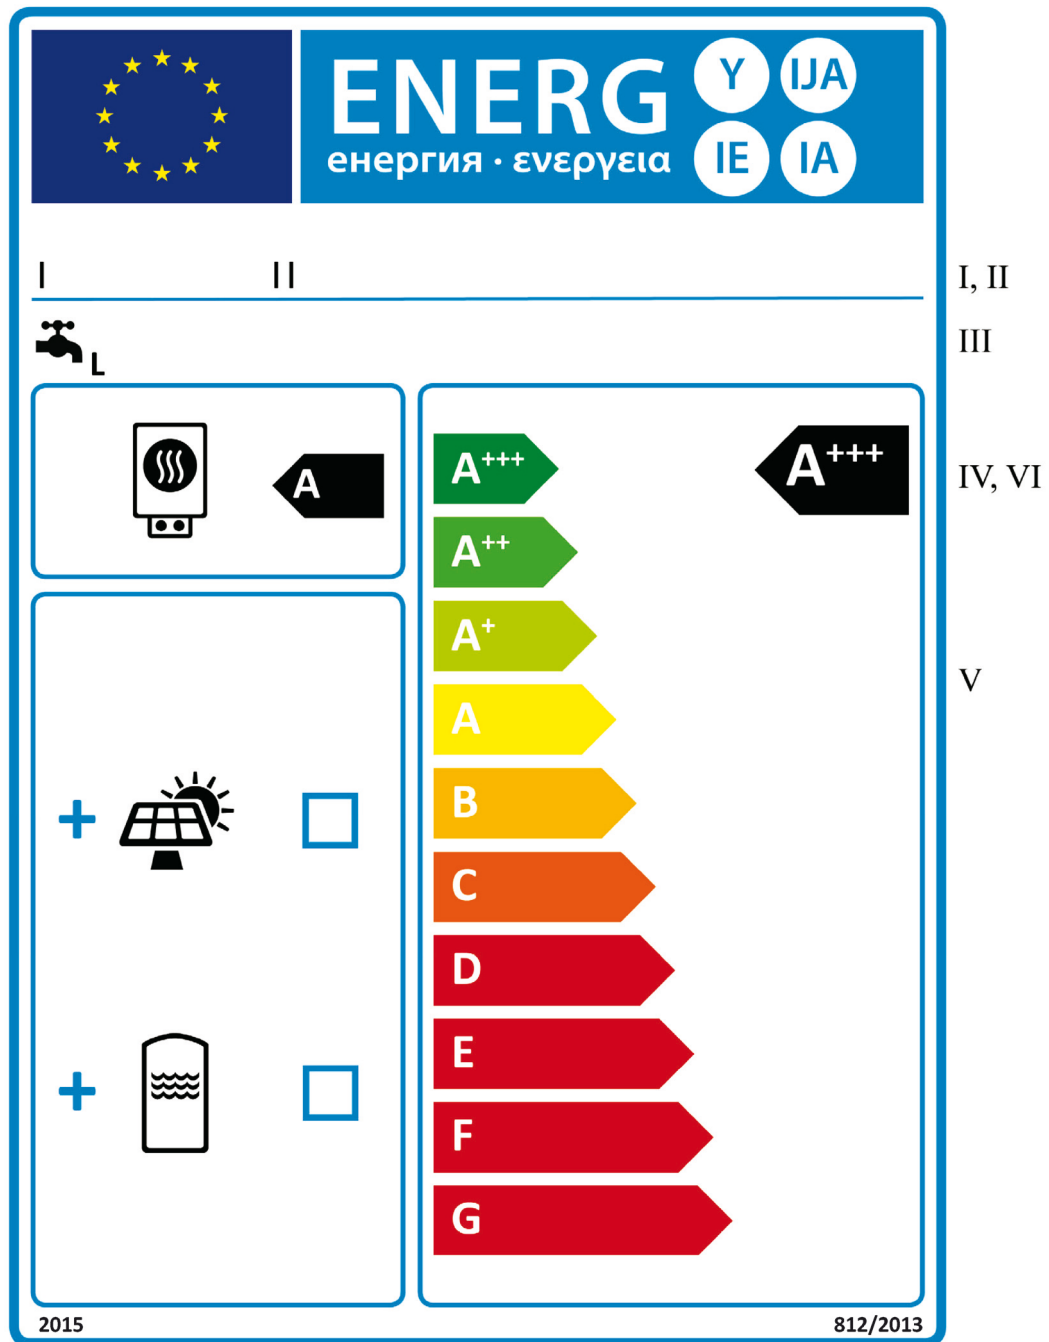 ENERG Y IJA
енергия · ενεργεια IE IA
I II I, II
III
L
A A+++ A+++ IV, VI
A++
A+
V
A
B
C
D
E
F
G
2015 812/2013